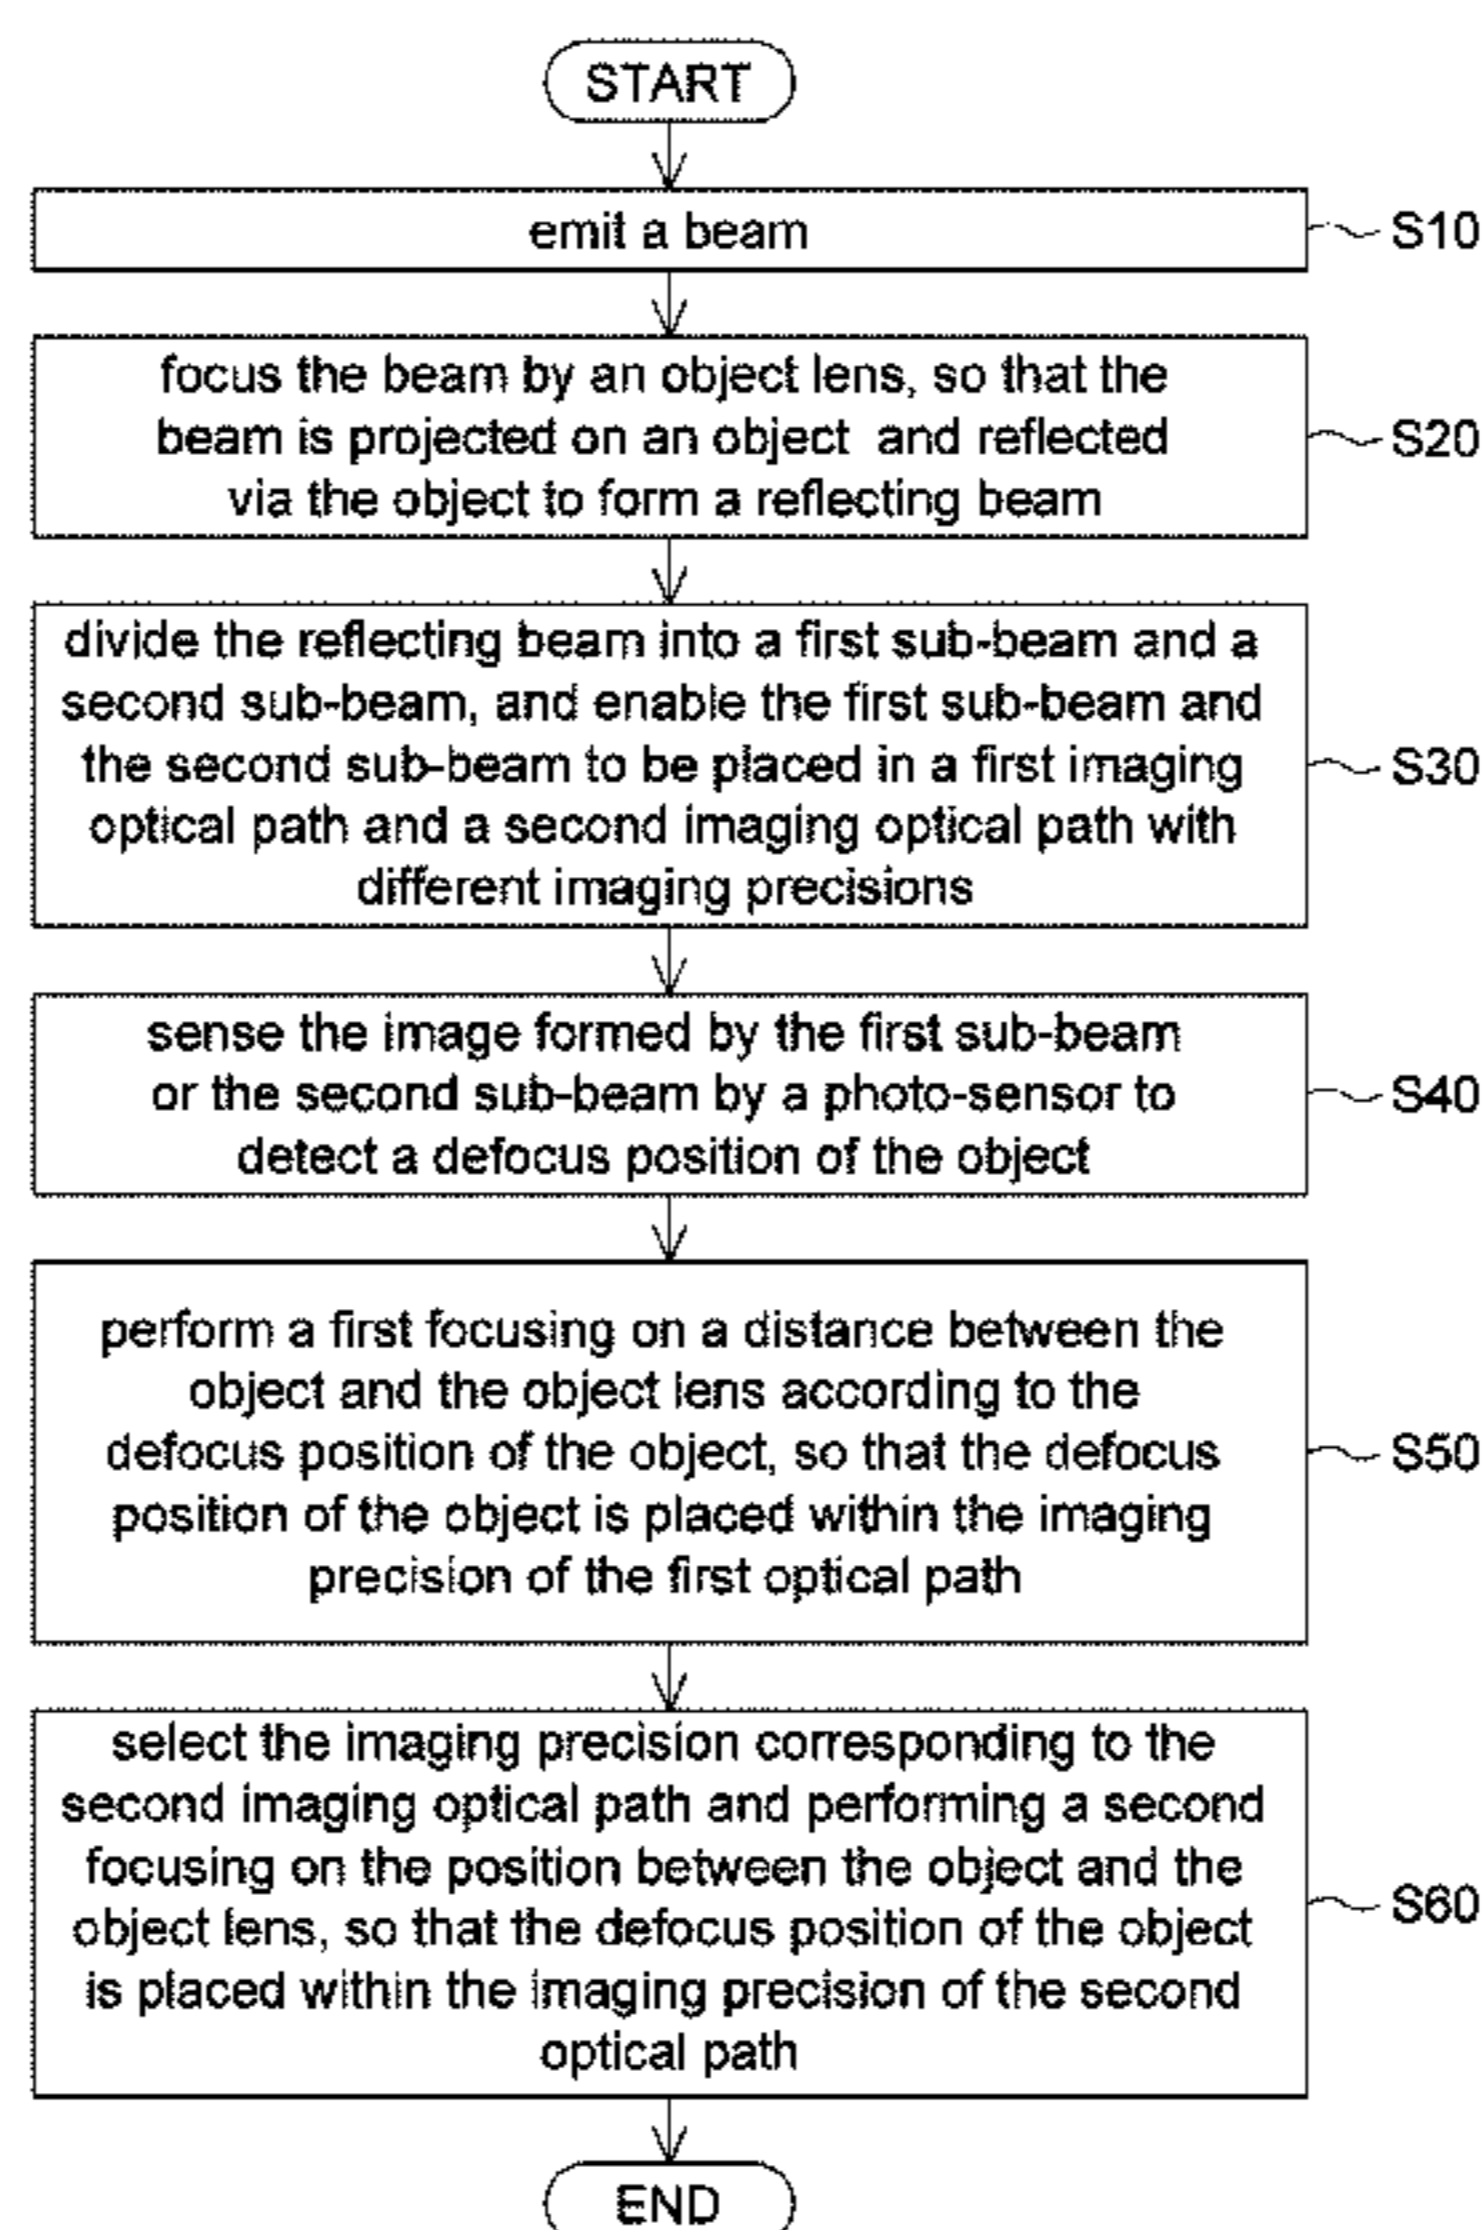 START
emit a beam
S10
focus the beam by an object lens, so that the
beam is projected on an object and reflected
via the object to form a reflecting beam
S20
divide the reflecting beam into a first sub-beam and a
second sub-beam, and enable the first sub-beam and
the second sub-beam to be placed in a first imaging
optical path and a second imaging optical path with
different imaging precisions
S30
sense the image formed by the first sub-beam
or the second sub-beam by a photo-sensor to
detect a defocus position of the object
S40
perform a first focusing on a distance between the
object and the object lens according to the
defocus position of the object, so that the defocus
position of the object is placed within the imaging
precision of the first optical path
S50
select the imaging precision corresponding to the
second imaging optical path and performing a second
focusing on the position between the object and the
object lens, so that the defocus position of the object
is placed within the imaging precision of the second
optical path
S60
END